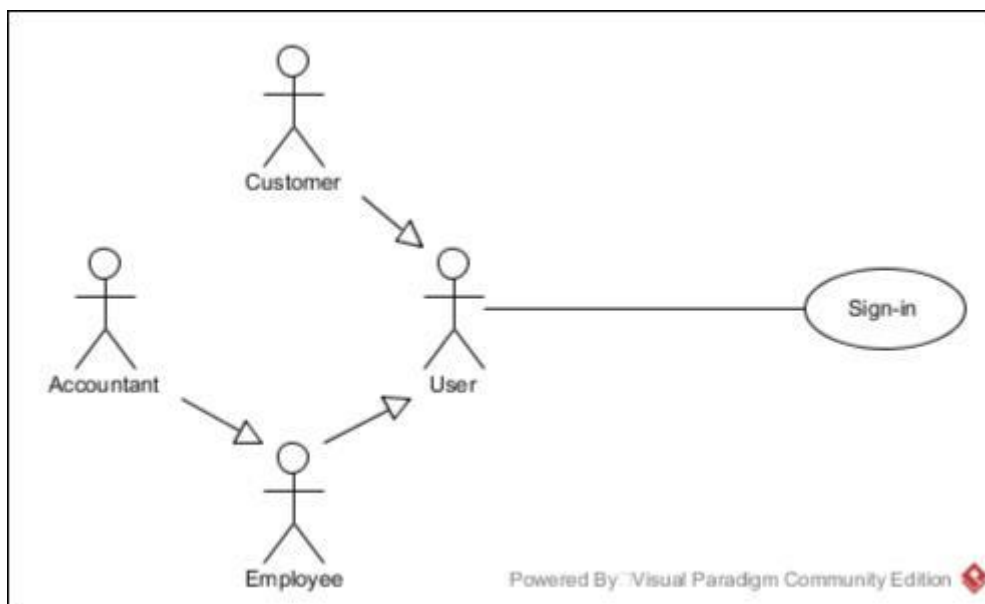 Customer
Accountant
User
Sign-in
Employee
Powered By Visual Paradigm Community Edition